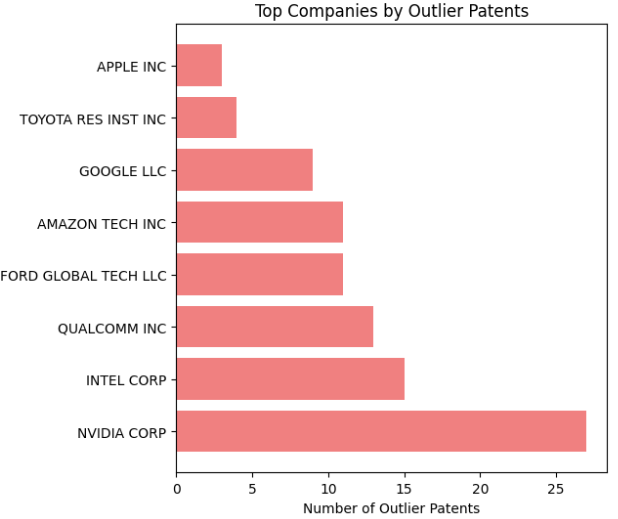 Top Companies by Outlier Patents
APPLE INC
TOYOTA RES INST INC
GOOGLE LLC
AMAZON TECH INC
FORD GLOBAL TECH LLC
QUALCOMM INC
INTEL CORP
NVIDIA CORP
0 5 10 15 20 25
Number of Outlier Patents